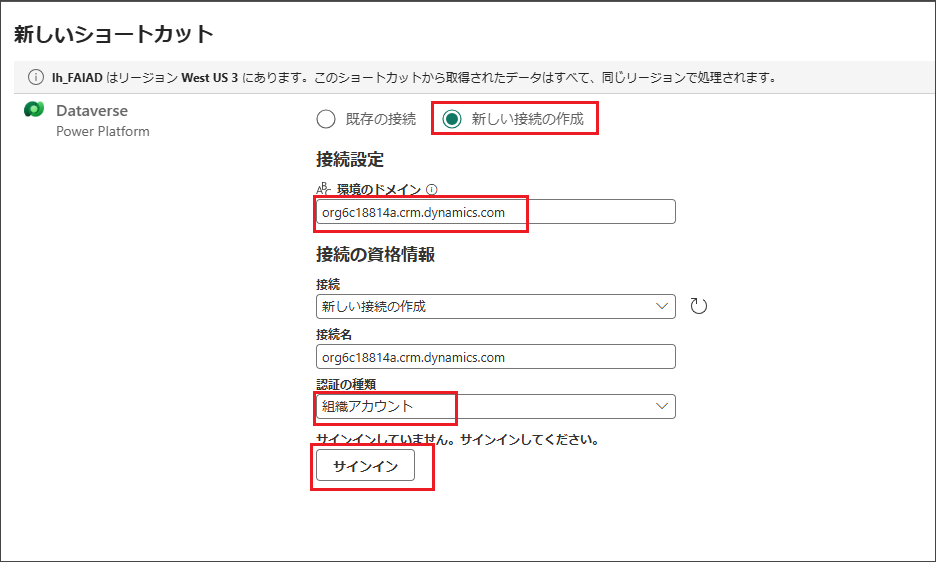 新しいショートカット
lh_FAIAD はリージョン West US 3 にあります。このショートカットから取得されたデータはすべて、同じリージョンで処理されます。
Dataverse
Power Platform
既存の接続
新しい接続の作成
接続設定
環境のドメイン
org6c18814a.crm.dynamics.com
接続の資格情報
接続
新しい接続の作成
接続名
org6c18814a.crm.dynamics.com
認証の種類
組織アカウント
サインインしていません。サインインしてください。
サインイン